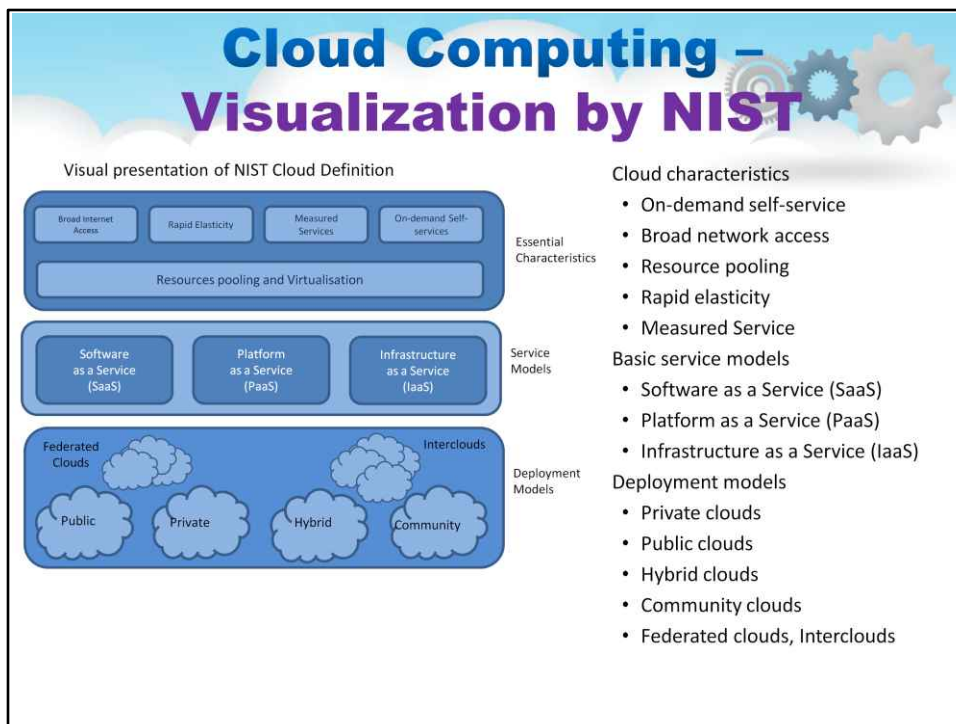 Cloud Computing –
Visualization by NIST
Visual presentation of NIST Cloud Definition
Broad Internet
Access
Rapid Elasticity
Measured
Services
On-demand Self-
services
Resources pooling and Virtualisation
Essential
Characteristics
Software
as a Service
(SaaS)
Platform
as a Service
(PaaS)
Infrastructure
as a Service
(IaaS)
Service
Models
Federated
Clouds
Interclouds
Public
Private
Hybrid
Community
Deployment
Models
Cloud characteristics
• On-demand self-service
• Broad network access
• Resource pooling
• Rapid elasticity
• Measured Service
Basic service models
• Software as a Service (SaaS)
• Platform as a Service (PaaS)
• Infrastructure as a Service (IaaS)
Deployment models
• Private clouds
• Public clouds
• Hybrid clouds
• Community clouds
• Federated clouds, Interclouds